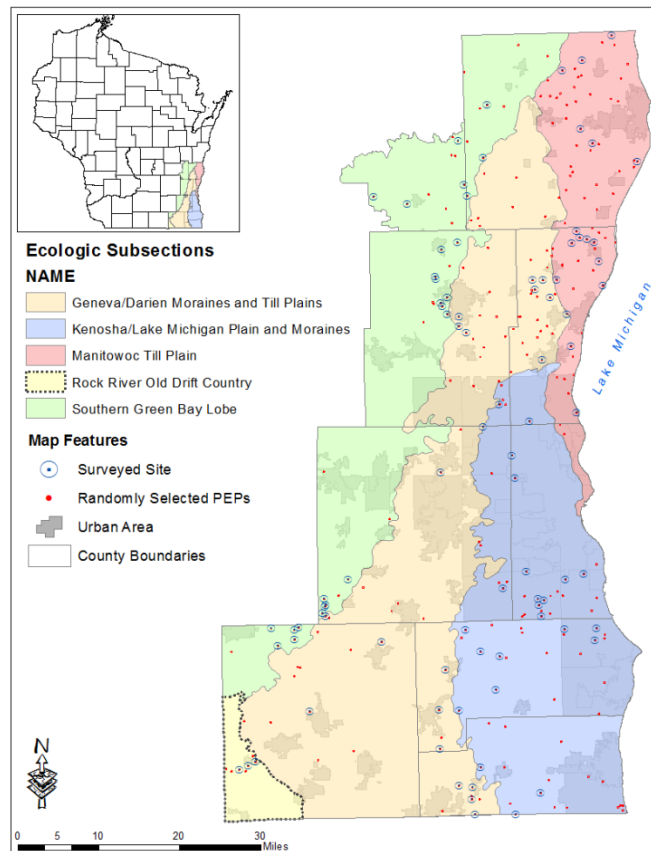 Ecologic Subsections
NAME
Geneva/Darien Moraines and Till Plains
Kenosha/Lake Michigan Plain and Moraines
Manitowoc Till Plain
Rock River Old Drift Country
Southern Green Bay Lobe
Map Features
Surveyed Site
Randomly Selected PEPs
Urban Area
County Boundaries
Lake Michigan
N
0 5 10 20 30
Miles